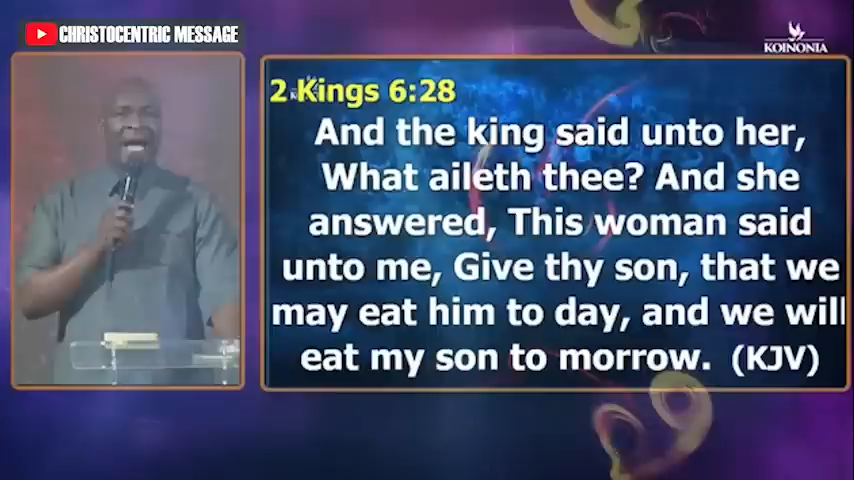 CHRISTOCENTRIC MESSAGE
KOINONIA
2 Kings 6:28
And the king said unto her,
What aileth thee? And she
answered, This woman said
unto me, Give thy son, that we
may eat him to day, and we will
eat my son to morrow. (KJV)